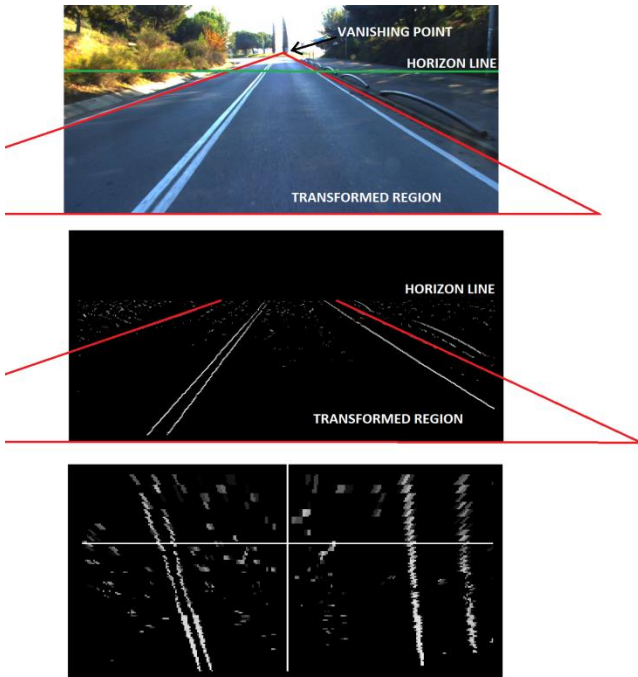 VANISHING POINT
HORIZON LINE
TRANSFORMED REGION
HORIZON LINE
TRANSFORMED REGION